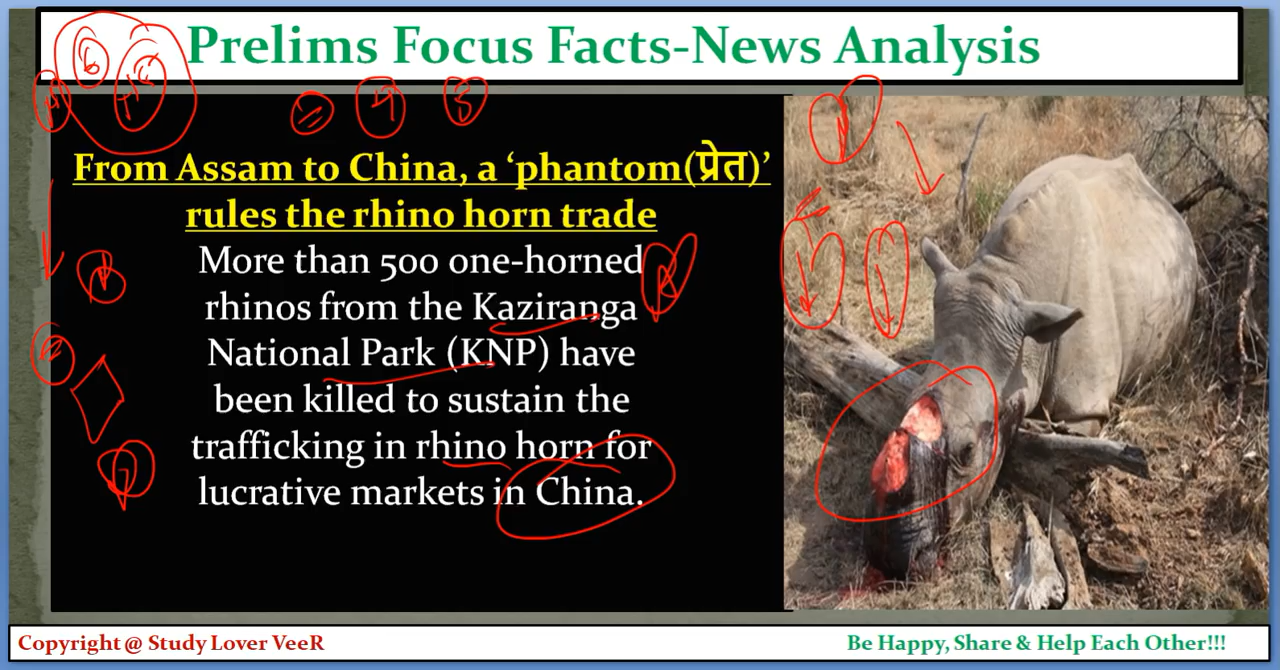 Prelims Focus Facts-News Analysis
From Assam to China, a ‘phantom(प्रेत)’
rules the rhino horn trade
More than 500 one-horned
rhinos from the Kaziranga
National Park (KNP) have
been killed to sustain the
trafficking in rhino horn for
lucrative markets in China.
Copyright @ Study Lover VeeR
Be Happy, Share & Help Each Other!!!